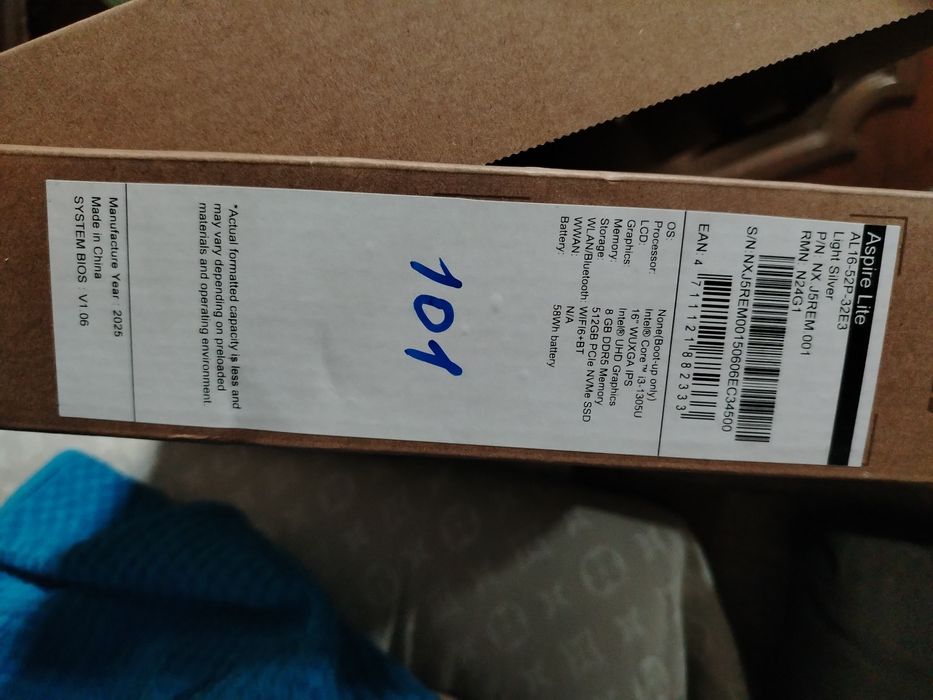 Aspire Lite
AL16-52P-32E3
Light Silver
P/N NX.J5REM.001
RMN N24G1
S/N NXJ5REM00150606EC34500
EAN: 4 711121 882333
OS: None(Boot-up only)
Processor: Intel® Core™ i3-1305U
LCD: 16" WUXGA IPS
Graphics: Intel® UHD Graphics
Memory: 8 GB DDR5 Memory
Storage: 512GB PCIe NVMe SSD
WLAN/Bluetooth: WIFI6+BT
WWAN: N/A
Battery: 58Wh battery
101
*Actual formatted capacity is less and
may vary depending on preloaded
materials and operating environment.
Manufacture Year : 2025
Made in China
SYSTEM BIOS : V1.06